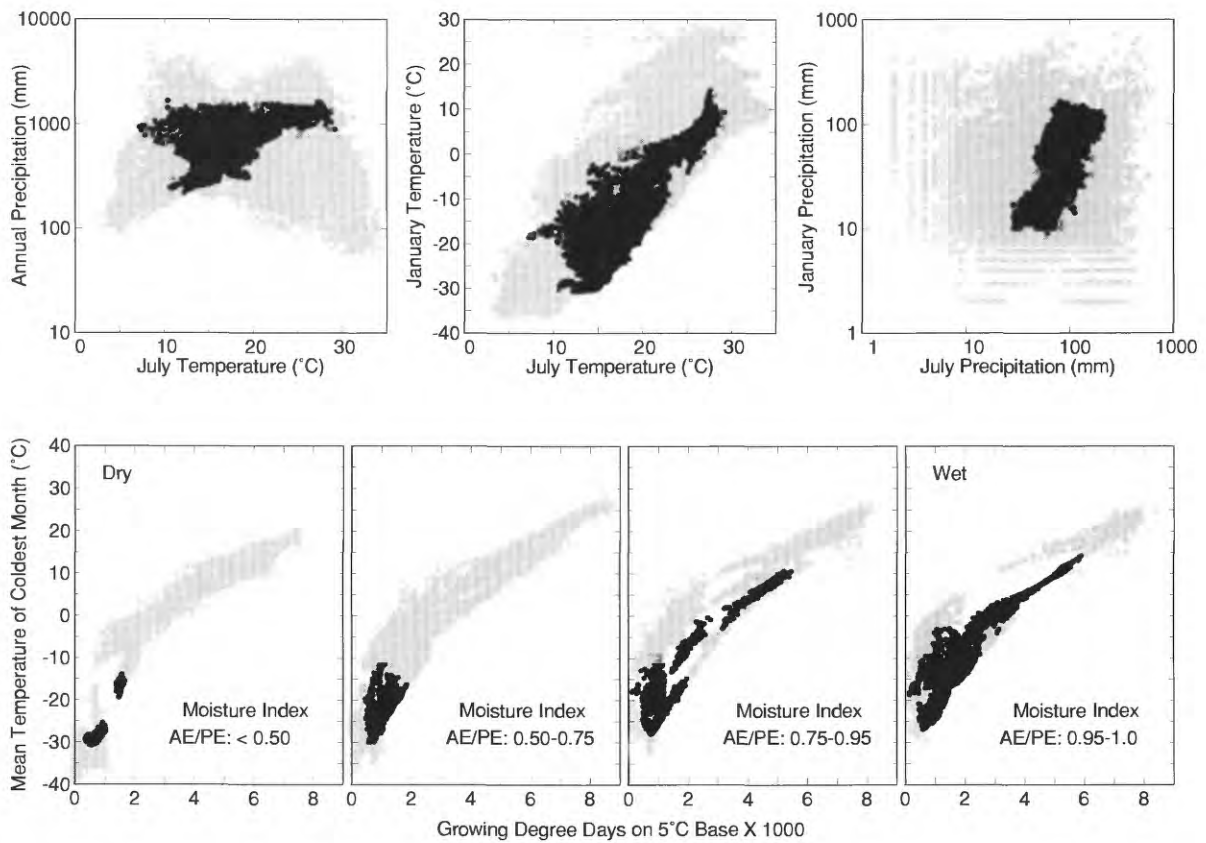 10000
1000
100
10
Annual Precipitation (mm)
0 10 20 30
July Temperature (°C)
30
20
10
0
-10
-20
-30
-40
January Temperature (°C)
0 10 20 30
July Temperature (°C)
1000
100
10
1
January Precipitation (mm)
1 10 100 1000
July Precipitation (mm)
40
30
20
10
0
-10
-20
-30
-40
Mean Temperature of Coldest Month (°C)
Dry
Moisture Index
AE/PE: < 0.50
0 2 4 6 8
Moisture Index
AE/PE: 0.50-0.75
0 2 4 6 8
Moisture Index
AE/PE: 0.75-0.95
0 2 4 6 8
Wet
Moisture Index
AE/PE: 0.95-1.0
0 2 4 6 8
Growing Degree Days on 5°C Base X 1000